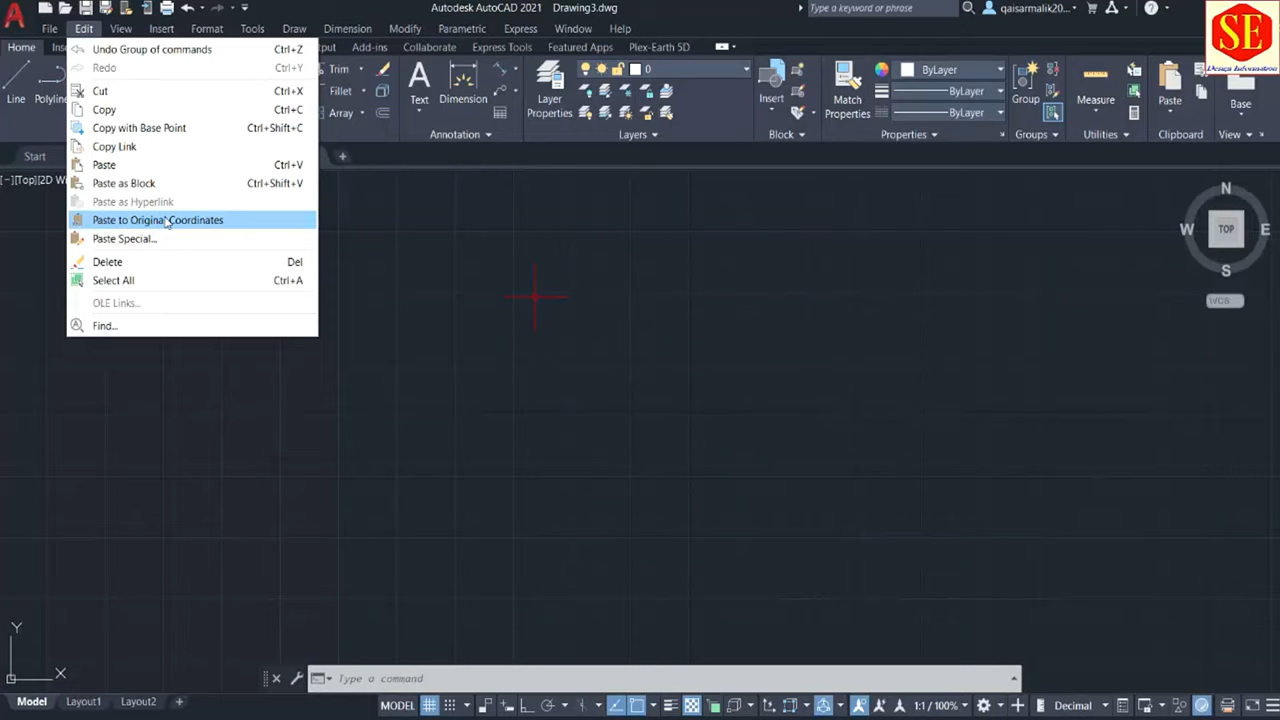 Autodesk AutoCAD 2021 Drawing3.dwg
Type a keyword or phrase
qaisarmalik20...
File Edit View Insert Format Tools Draw Dimension Modify Parametric Express Window Help
Home
Add-ins Collaborate Express Tools Featured Apps Plex-Earth 5D
Undo Group of commands Ctrl+Z
Redo Ctrl+Y
Cut Ctrl+X
Copy Ctrl+C
Copy with Base Point Ctrl+Shift+C
Copy Link
Paste Ctrl+V
Paste as Block Ctrl+Shift+V
Paste as Hyperlink
Paste to Original Coordinates
Paste Special...
Delete Del
Select All Ctrl+A
OLE Links...
Find...
Line
Polyline
Trim
Fillet
Array
Text
Dimension
Annotation
Layer
Properties
0
Layers
Insert
Block
Match
Properties
ByLayer
ByLayer
ByLayer
Properties
Group
Groups
Measure
Utilities
Paste
Clipboard
Base
View
SE
Design Information
Start
[−][Top]
N
W TOP E
S
WCS
Y
X
Type a command
Model Layout1 Layout2
MODEL
1:1 / 100%
Decimal